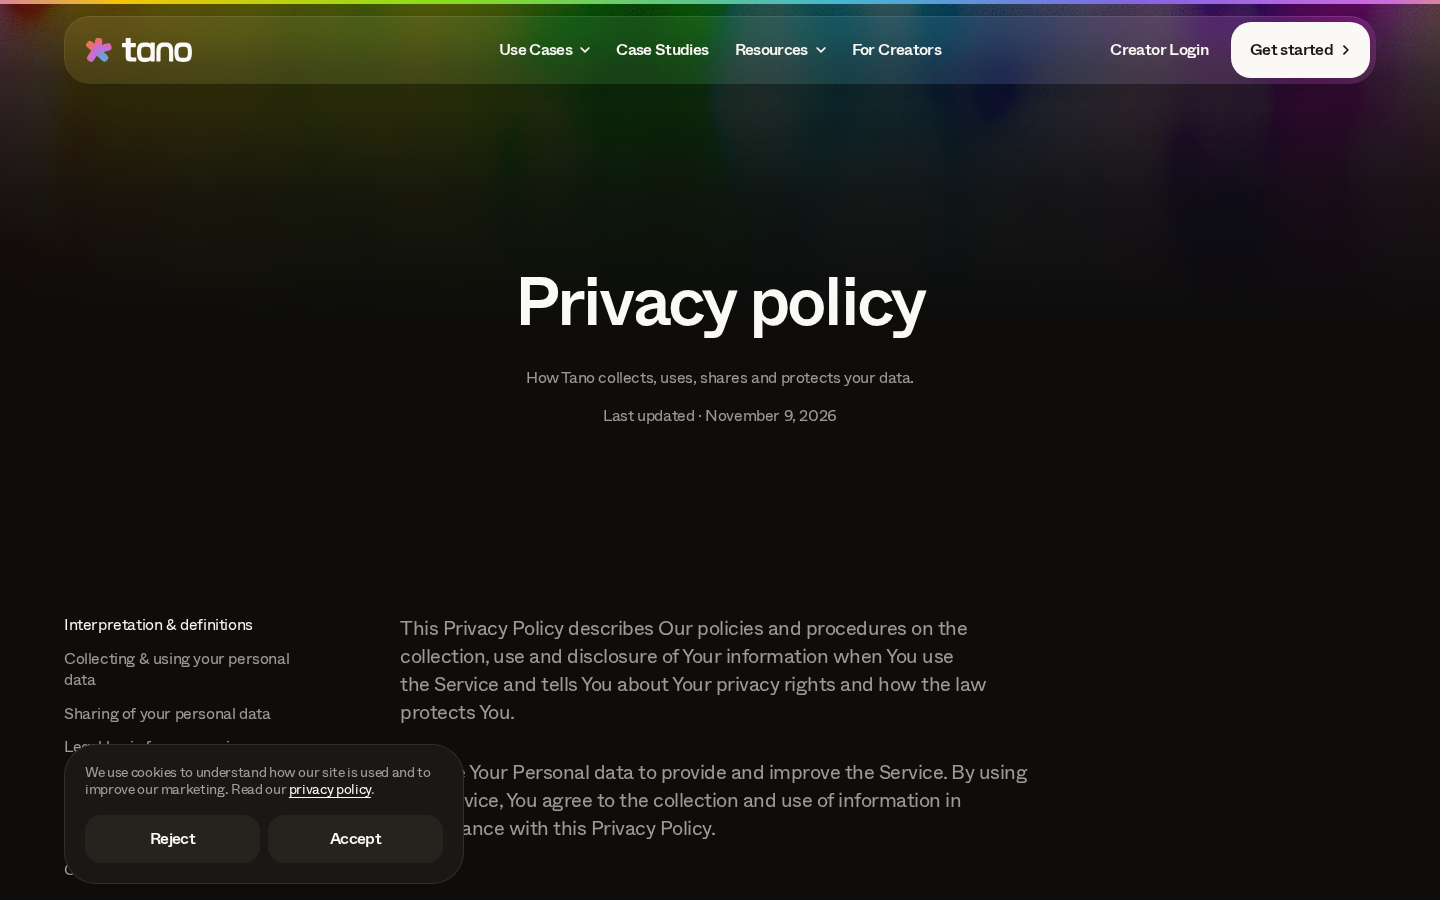 tano
Use Cases
Case Studies
Resources
For Creators
Creator Login
Get started
Privacy policy
How Tano collects, uses, shares and protects your data.
Last updated · November 9, 2026
Interpretation & definitions
Collecting & using your personal
data
Sharing of your personal data
This Privacy Policy describes Our policies and procedures on the
collection, use and disclosure of Your information when You use
the Service and tells You about Your privacy rights and how the law
protects You.
Your Personal data to provide and improve the Service. By using
You agree to the collection and use of information in
with this Privacy Policy.
We use cookies to understand how our site is used and to
improve our marketing. Read our privacy policy.
Reject
Accept